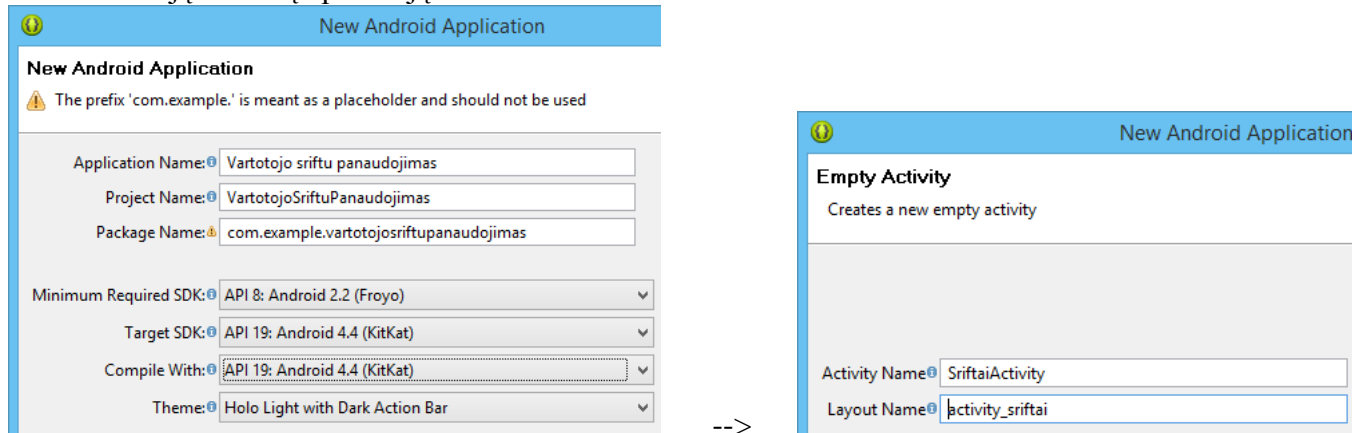 New Android Application
New Android Application
The prefix 'com.example.' is meant as a placeholder and should not be used
Application Name: Vartotojo sriftu panaudojimas
Project Name: VartotojoSriftuPanaudojimas
Package Name: com.example.vartotojosriftupanaudojimas
Minimum Required SDK: API 8: Android 2.2 (Froyo)
Target SDK: API 19: Android 4.4 (KitKat)
Compile With: API 19: Android 4.4 (KitKat)
Theme: Holo Light with Dark Action Bar
-->
New Android Application
Empty Activity
Creates a new empty activity
Activity Name SriftaiActivity
Layout Name activity_sriftai